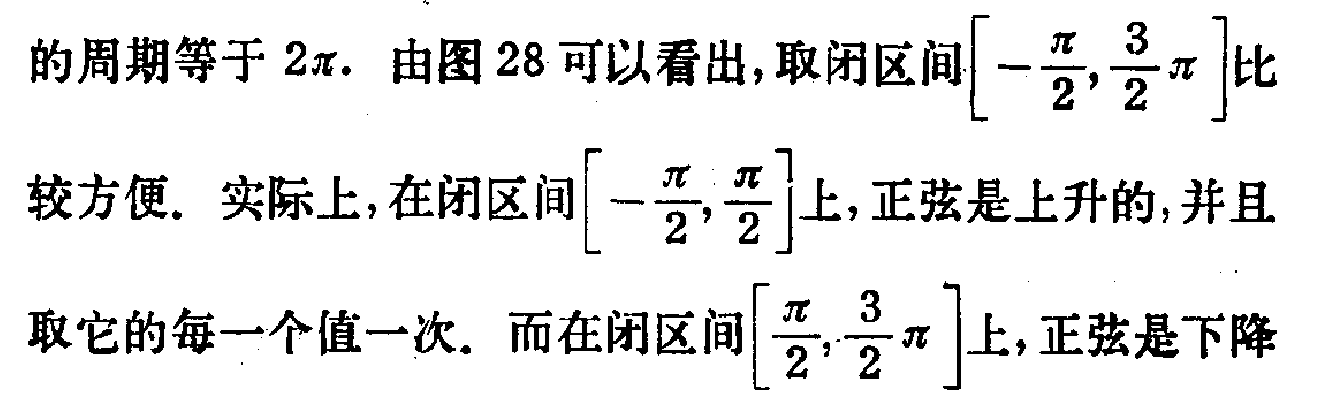 的周期等于 2π. 由图 28 可以看出,取闭区间[-π/2, 3/2 π]比
较方便. 实际上,在闭区间[-π/2, π/2]上,正弦是上升的,并且
取它的每一个值一次. 而在闭区间[π/2, 3/2 π]上,正弦是下降